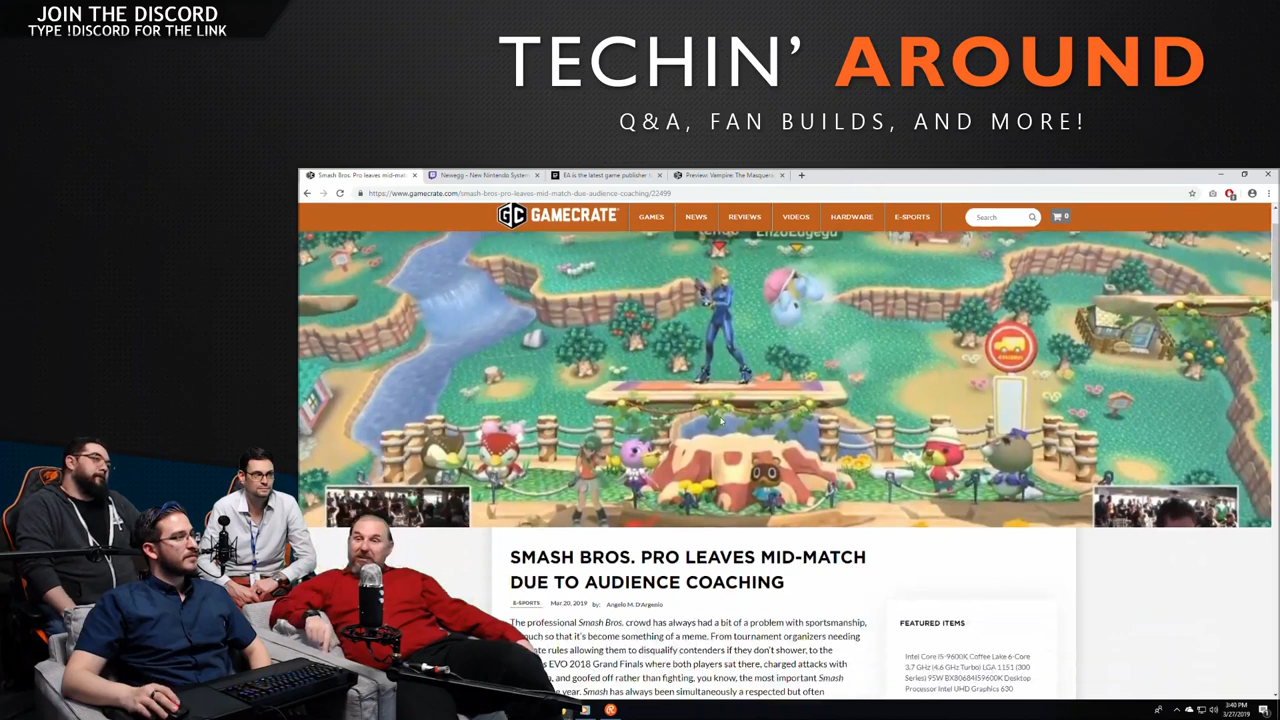 JOIN THE DISCORD
TYPE !DISCORD FOR THE LINK
TECHIN' AROUND
Q&A, FAN BUILDS, AND MORE!
Smash Bros. Pro leaves mid-mat
Newegg - New Nintendo System
EA is the latest game publisher
Preview: Vampire: The Masquera
https://www.gamecrate.com/smash-bros-pro-leaves-mid-match-due-audience-coaching/22499
GC GAMECRATE
GAMES
NEWS
REVIEWS
VIDEOS
HARDWARE
E-SPORTS
Search
0
SMASH BROS. PRO LEAVES MID-MATCH
DUE TO AUDIENCE COACHING
E-SPORTS Mar 20, 2019 by: Angelo M. D'Argenio
The professional Smash Bros. crowd has always had a bit of a problem with sportsmanship,
much so that it's become something of a meme. From tournament organizers needing
rules allowing them to disqualify contenders if they don't shower, to the
EVO 2018 Grand Finals where both players sat there, charged attacks with
and goofed off rather than fighting, you know, the most important Smash
year. Smash has always been simultaneously a respected but often
FEATURED ITEMS
Intel Core i5-9600K Coffee Lake 6-Core
3.7 GHz (4.6 GHz Turbo) LGA 1151 (300
Series) 95W BX80684I59600K Desktop
Processor Intel UHD Graphics 630
3:40 PM
3/27/2019